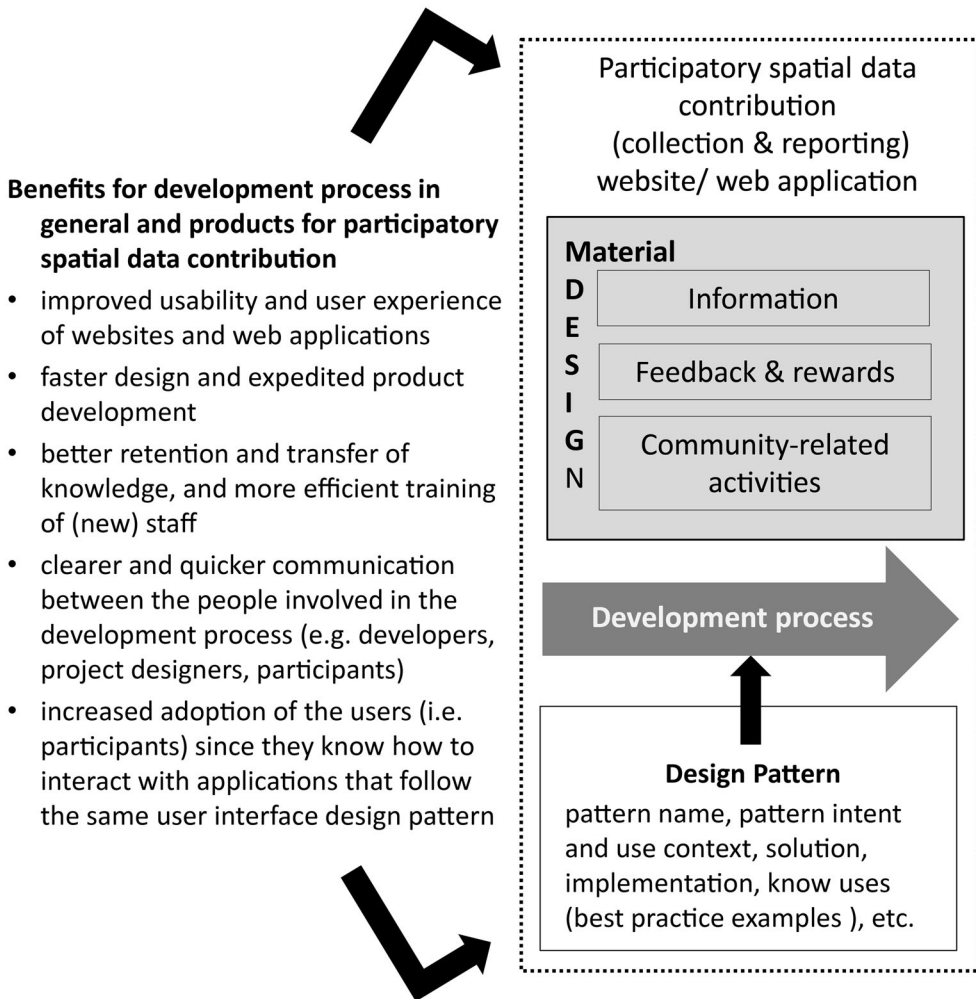 Benefits for development process in
general and products for participatory
spatial data contribution
• improved usability and user experience
of websites and web applications
• faster design and expedited product
development
• better retention and transfer of
knowledge, and more efficient training
of (new) staff
• clearer and quicker communication
between the people involved in the
development process (e.g. developers,
project designers, participants)
• increased adoption of the users (i.e.
participants) since they know how to
interact with applications that follow
the same user interface design pattern
Participatory spatial data
contribution
(collection & reporting)
website/ web application
Material
D
E
S
I
G
N
Information
Feedback & rewards
Community-related
activities
Development process
Design Pattern
pattern name, pattern intent
and use context, solution,
implementation, know uses
(best practice examples ), etc.